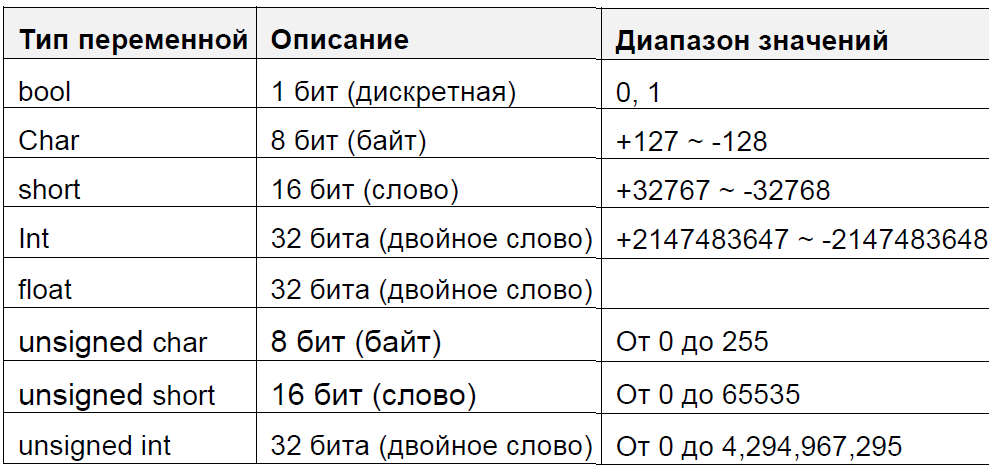 Тип переменной Описание Диапазон значений
bool 1 бит (дискретная) 0, 1
Char 8 бит (байт) +127 ~ -128
short 16 бит (слово) +32767 ~ -32768
Int 32 бита (двойное слово) +2147483647 ~ -2147483648
float 32 бита (двойное слово)
unsigned char 8 бит (байт) От 0 до 255
unsigned short 16 бит (слово) От 0 до 65535
unsigned int 32 бита (двойное слово) От 0 до 4,294,967,295